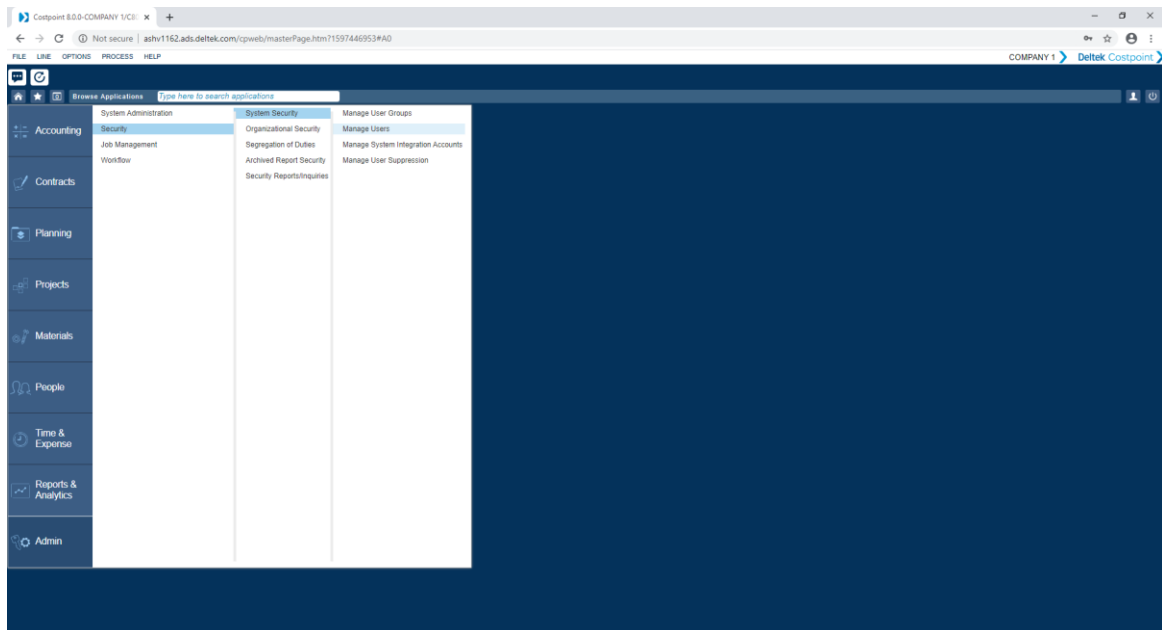 Costpoint 8.0.0-COMPANY 1/C8
Not secure | ashv1162.ads.deltek.com/cpweb/masterPage.htm?1597446953#A0
FILE LINE OPTIONS PROCESS HELP
COMPANY 1 Deltek Costpoint
Browse Applications Type here to search applications
Accounting
Contracts
Planning
Projects
Materials
People
Time &
Expense
Reports &
Analytics
Admin
System Administration
Security
Job Management
Workflow
System Security
Organizational Security
Segregation of Duties
Archived Report Security
Security Reports/Inquiries
Manage User Groups
Manage Users
Manage System Integration Accounts
Manage User Suppression